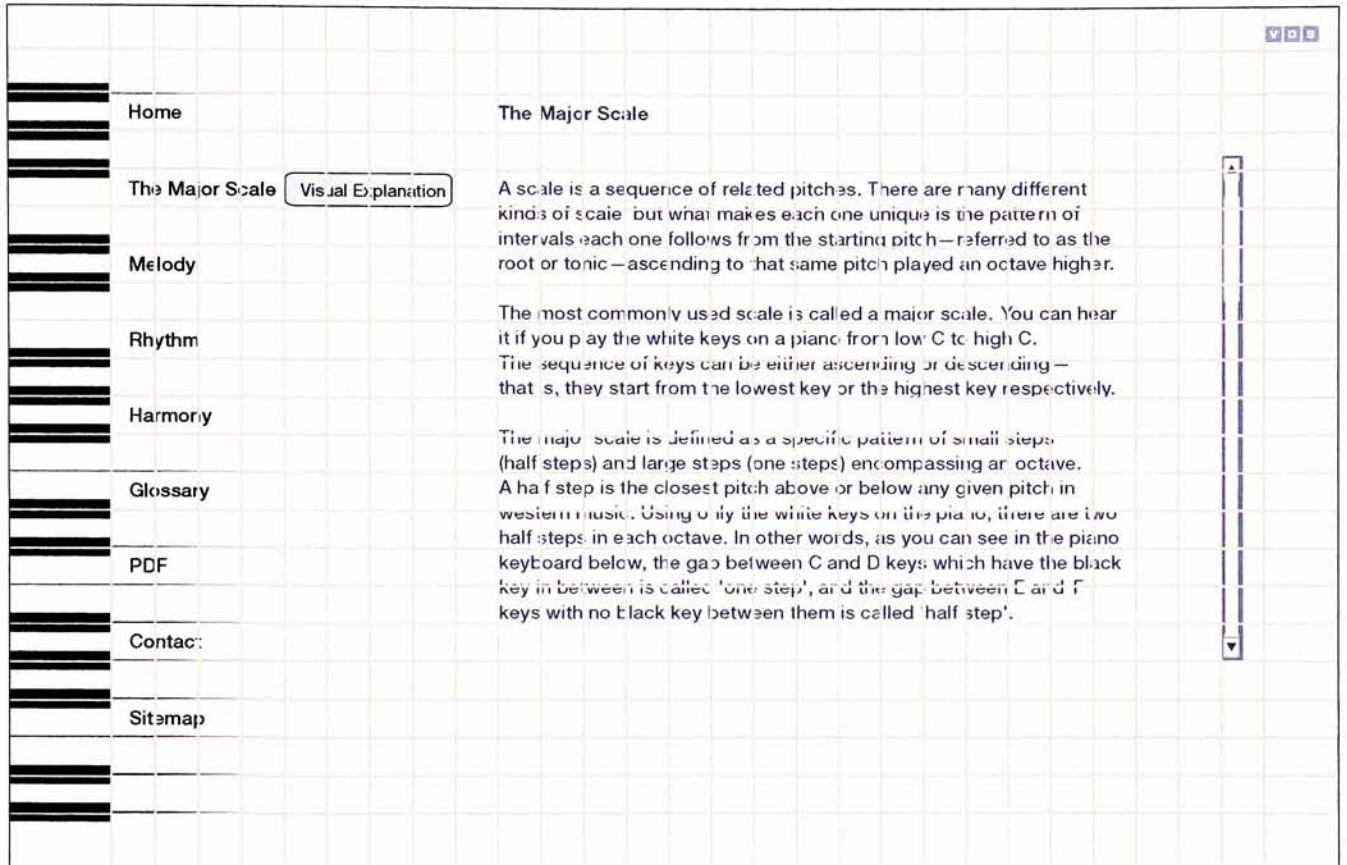 VDS
Home
The Major Scale
The Major Scale Visual Explanation
Melody
Rhythm
Harmony
Glossary
PDF
Contact
Sitemap
A scale is a sequence of related pitches. There are many different
kinds of scale but what makes each one unique is the pattern of
intervals each one follows from the starting pitch—referred to as the
root or tonic—ascending to that same pitch played an octave higher.
The most commonly used scale is called a major scale. You can hear
it if you play the white keys on a piano from low C to high C.
The sequence of keys can be either ascending or descending—
that is, they start from the lowest key or the highest key respectively.
The major scale is defined as a specific pattern of small steps
(half steps) and large steps (one steps) encompassing an octave.
A half step is the closest pitch above or below any given pitch in
western music. Using only the white keys on the piano, there are two
half steps in each octave. In other words, as you can see in the piano
keyboard below, the gap between C and D keys which have the black
key in between is called 'one step', and the gap between E and F
keys with no black key between them is called 'half step'.